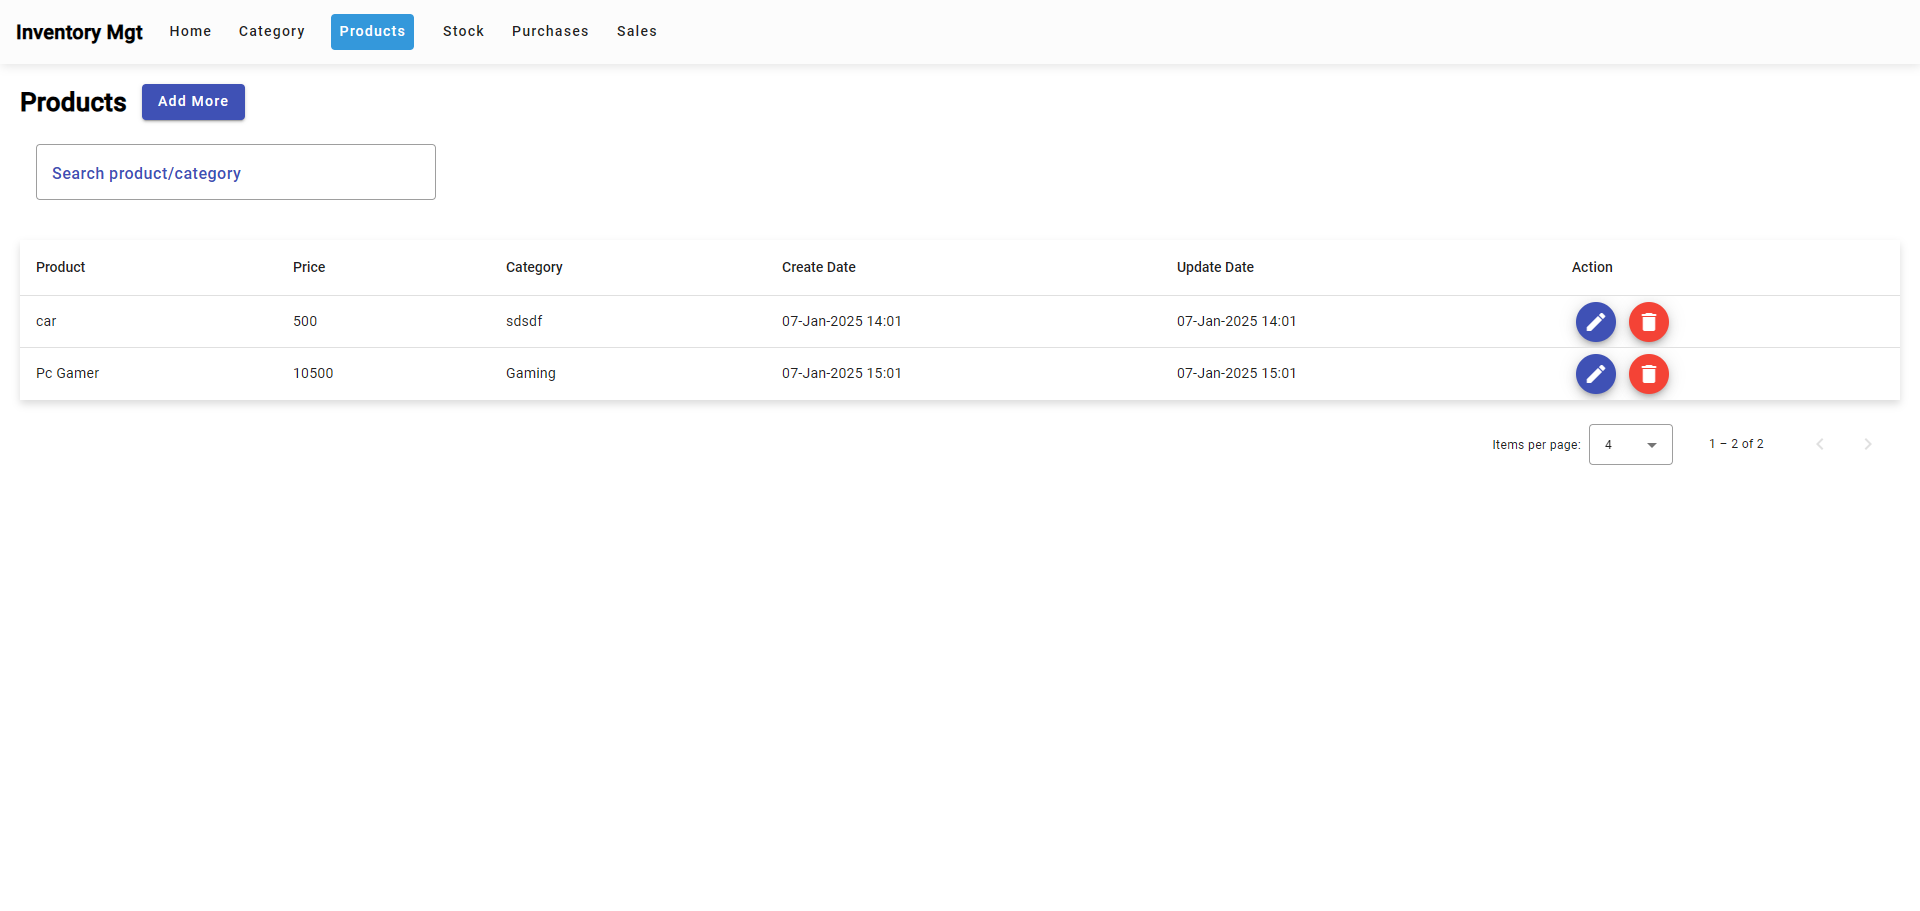 Inventory Mgt Home Category Products Stock Purchases Sales
Products Add More
Search product/category
Product Price Category Create Date Update Date Action
car 500 sdsdf 07-Jan-2025 14:01 07-Jan-2025 14:01
Pc Gamer 10500 Gaming 07-Jan-2025 15:01 07-Jan-2025 15:01
Items per page: 4 1 – 2 of 2